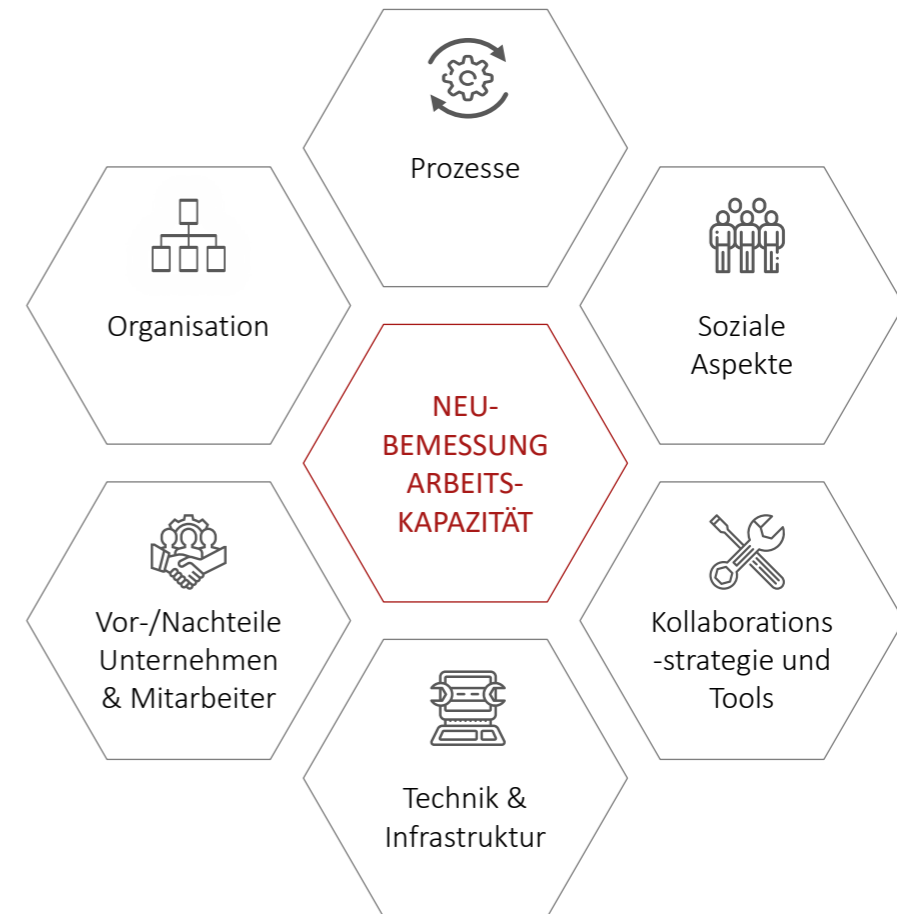 Prozesse
Organisation
Soziale
Aspekte
NEU-
BEMESSUNG
ARBEITS-
KAPAZITÄT
Vor-/Nachteile
Unternehmen
& Mitarbeiter
Kollaborations
-strategie und
Tools
Technik &
Infrastruktur